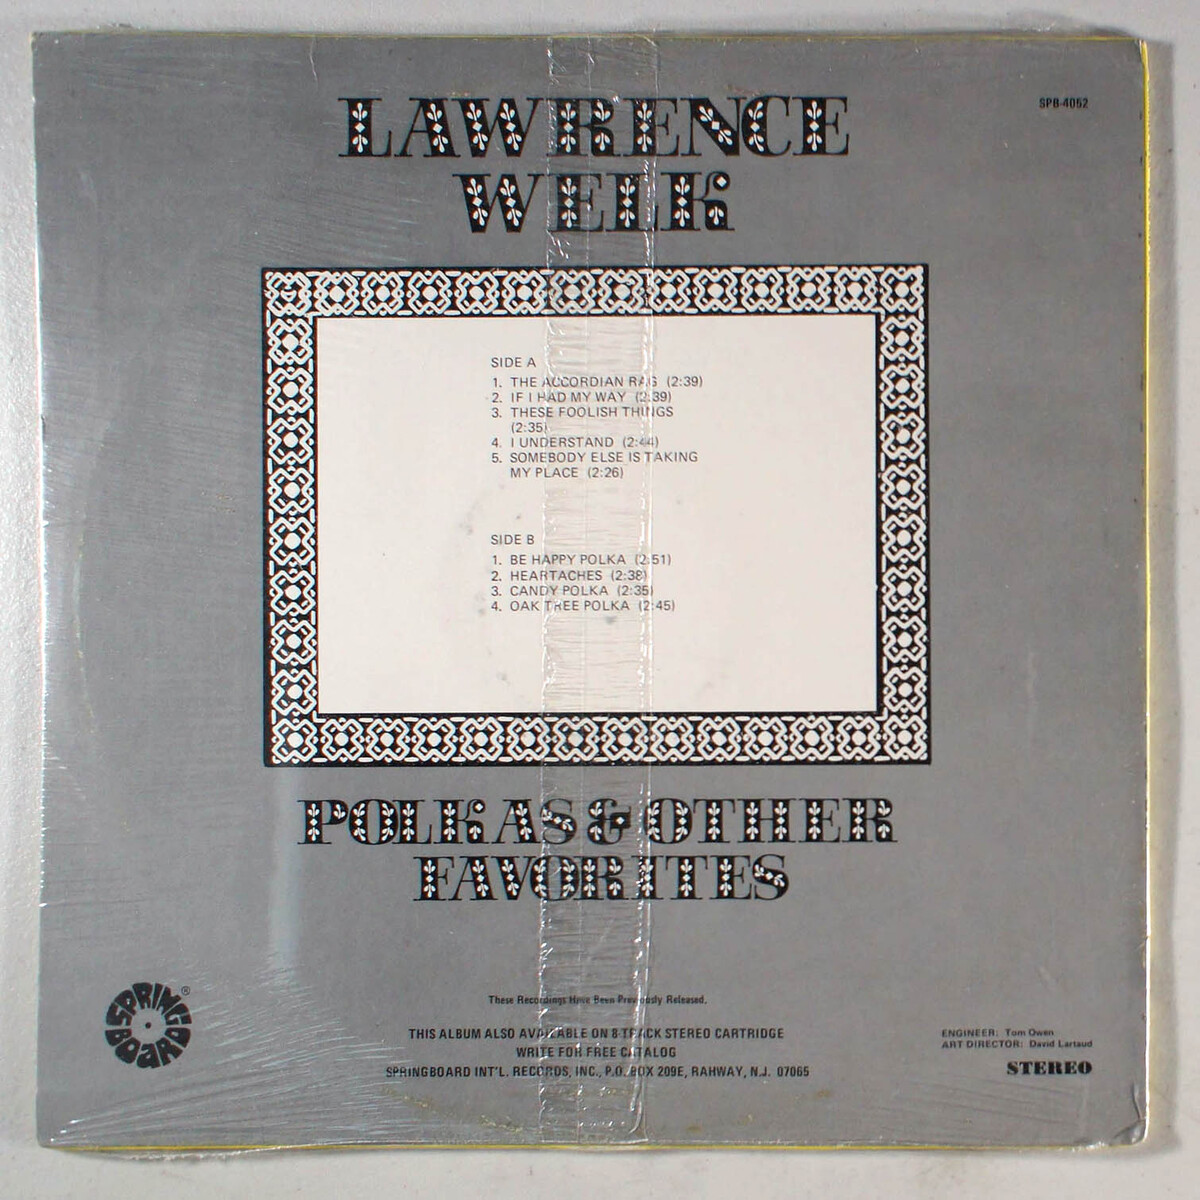 SPB-4052
LAWRENCE
WELK
SIDE A
1. THE ACCORDIAN RAG (2:39)
2. IF I HAD MY WAY (2:39)
3. THESE FOOLISH THINGS
(2:35)
4. I UNDERSTAND (2:44)
5. SOMEBODY ELSE IS TAKING
MY PLACE (2:26)
SIDE B
1. BE HAPPY POLKA (2:51)
2. HEARTACHES (2:38)
3. CANDY POLKA (2:35)
4. OAK TREE POLKA (2:45)
POLKAS & OTHER
FAVORITES
SPRINGBOARD®
These Recordings Have Been Previously Released.
THIS ALBUM ALSO AVAILABLE ON 8-TRACK STEREO CARTRIDGE
WRITE FOR FREE CATALOG
SPRINGBOARD INT'L. RECORDS, INC., P.O. BOX 209E, RAHWAY, N.J. 07065
ENGINEER: Tom Owen
ART DIRECTOR: David Lartaud
STEREO